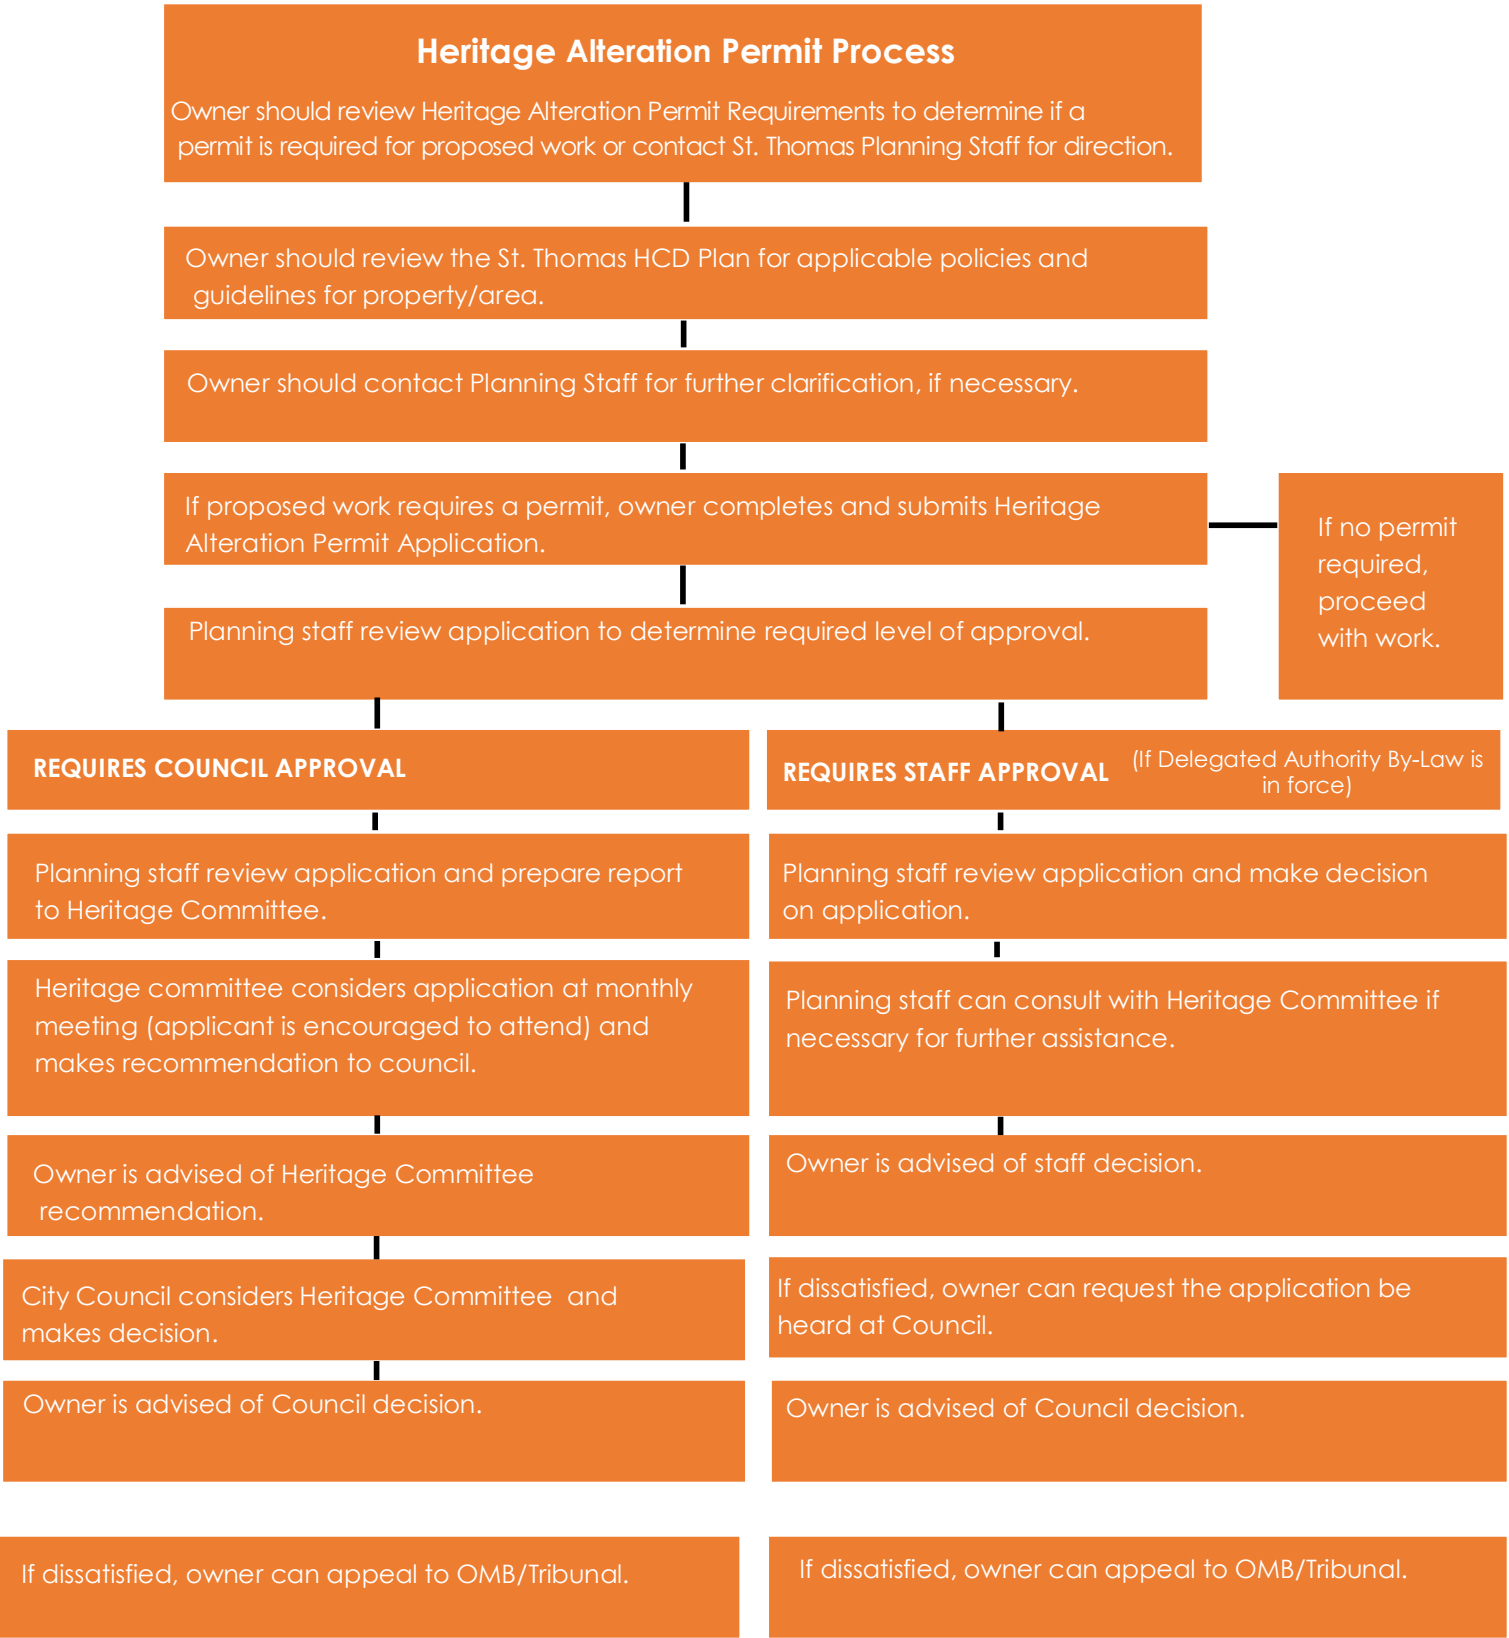 Heritage Alteration Permit Process
Owner should review Heritage Alteration Permit Requirements to determine if a
permit is required for proposed work or contact St. Thomas Planning Staff for direction.
Owner should review the St. Thomas HCD Plan for applicable policies and
guidelines for property/area.
Owner should contact Planning Staff for further clarification, if necessary.
If proposed work requires a permit, owner completes and submits Heritage
Alteration Permit Application.
If no permit
required,
proceed
with work.
Planning staff review application to determine required level of approval.
REQUIRES COUNCIL APPROVAL
Planning staff review application and prepare report
to Heritage Committee.
Heritage committee considers application at monthly
meeting (applicant is encouraged to attend) and
makes recommendation to council.
Owner is advised of Heritage Committee
recommendation.
City Council considers Heritage Committee and
makes decision.
Owner is advised of Council decision.
If dissatisfied, owner can appeal to OMB/Tribunal.
REQUIRES STAFF APPROVAL
(If Delegated Authority By-Law is
in force)
Planning staff review application and make decision
on application.
Planning staff can consult with Heritage Committee if
necessary for further assistance.
Owner is advised of staff decision.
If dissatisfied, owner can request the application be
heard at Council.
Owner is advised of Council decision.
If dissatisfied, owner can appeal to OMB/Tribunal.